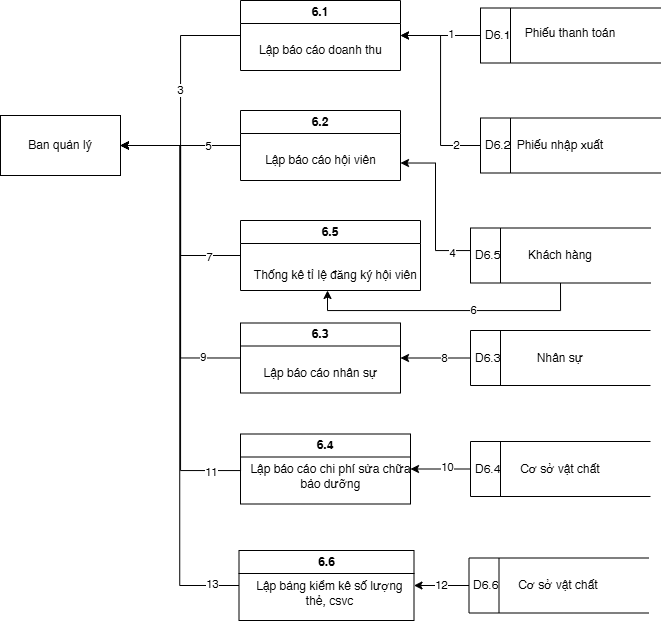 6.1
Lập báo cáo doanh thu
1
D6.1
Phiếu thanh toán
3
6.2
Lập báo cáo hội viên
2
D6.2
Phiếu nhập xuất
Ban quản lý
5
6.5
Thống kê tỉ lệ đăng ký hội viên
4
D6.5
Khách hàng
7
6
6.3
Lập báo cáo nhân sự
8
D6.3
Nhân sự
9
6.4
Lập báo cáo chi phí sửa chữa
bảo dưỡng
10
D6.4
Cơ sở vật chất
11
6.6
Lập bảng kiểm kê số lượng
thẻ, csvc
12
D6.6
Cơ sở vật chất
13